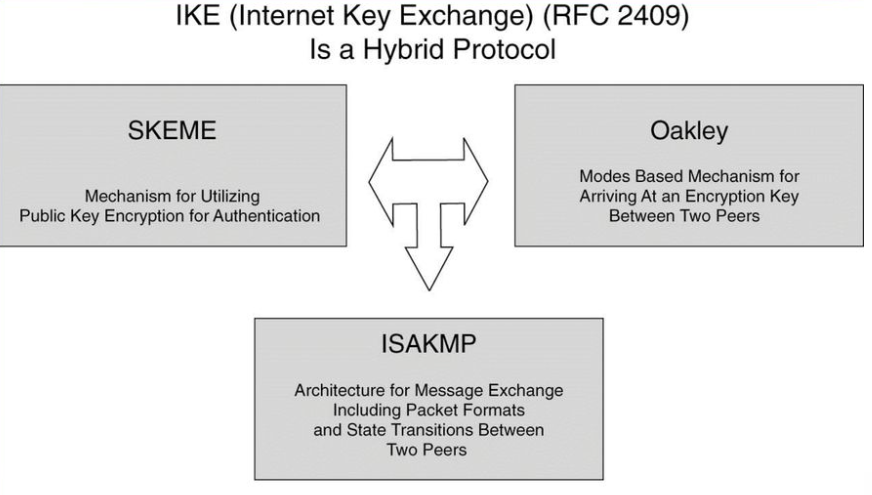 IKE (Internet Key Exchange) (RFC 2409)
Is a Hybrid Protocol
SKEME
Mechanism for Utilizing
Public Key Encryption for Authentication
Oakley
Modes Based Mechanism for
Arriving At an Encryption Key
Between Two Peers
ISAKMP
Architecture for Message Exchange
Including Packet Formats
and State Transitions Between
Two Peers